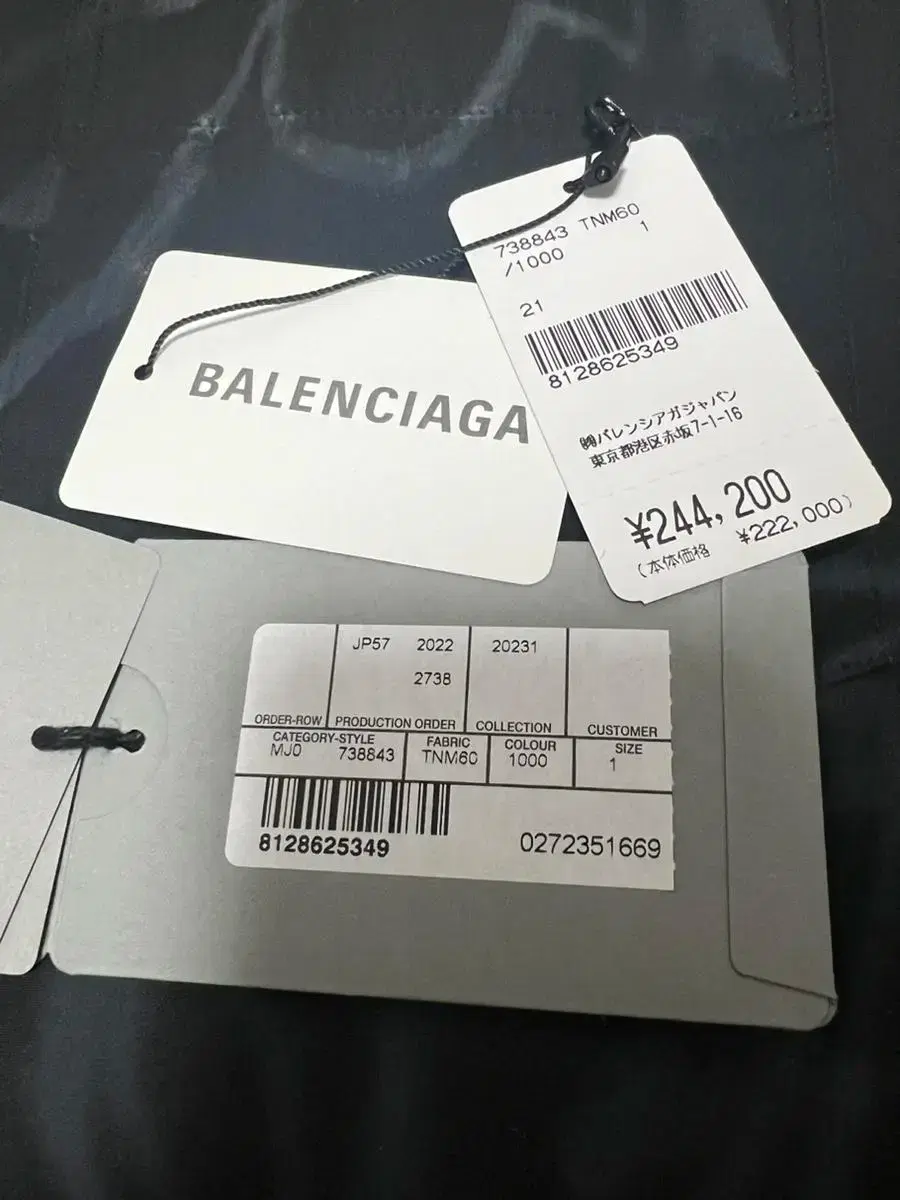 738843 TNM60
/1000 1
21
8128625349
㈱バレンシアガジャパン
東京都港区赤坂7-1-16
¥244,200
(本体価格 ¥222,000)
BALENCIAGA
JP57 2022 20231
2738
ORDER-ROW PRODUCTION ORDER COLLECTION CUSTOMER
CATEGORY-STYLE FABRIC COLOUR SIZE
MJ0 738843 TNM60 1000 1
8128625349 0272351669